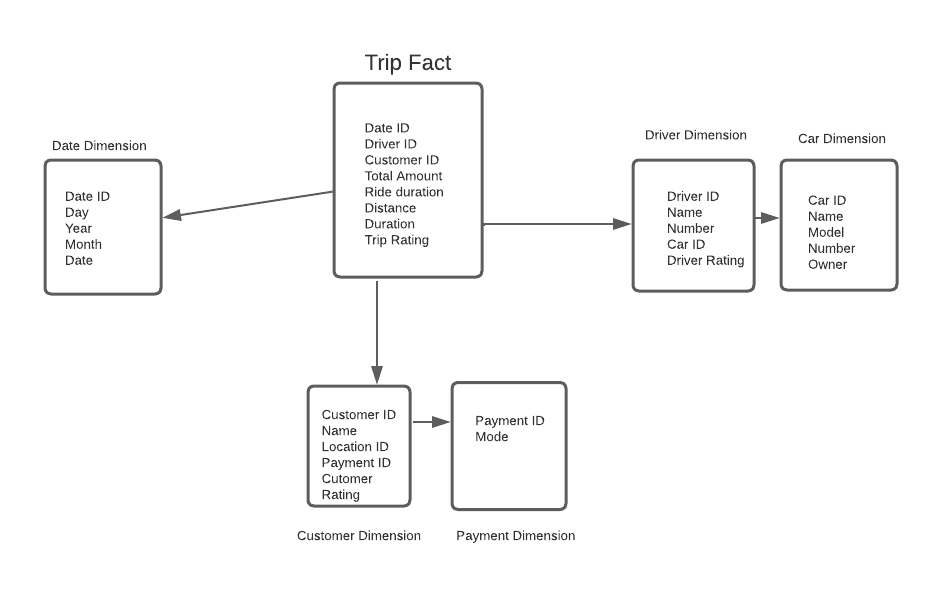 Trip Fact
Date ID
Driver ID
Customer ID
Total Amount
Ride duration
Distance
Duration
Trip Rating
Date Dimension
Date ID
Day
Year
Month
Date
Driver Dimension
Driver ID
Name
Number
Car ID
Driver Rating
Car Dimension
Car ID
Name
Model
Number
Owner
Customer ID
Name
Location ID
Payment ID
Cutomer
Rating
Customer Dimension
Payment ID
Mode
Payment Dimension